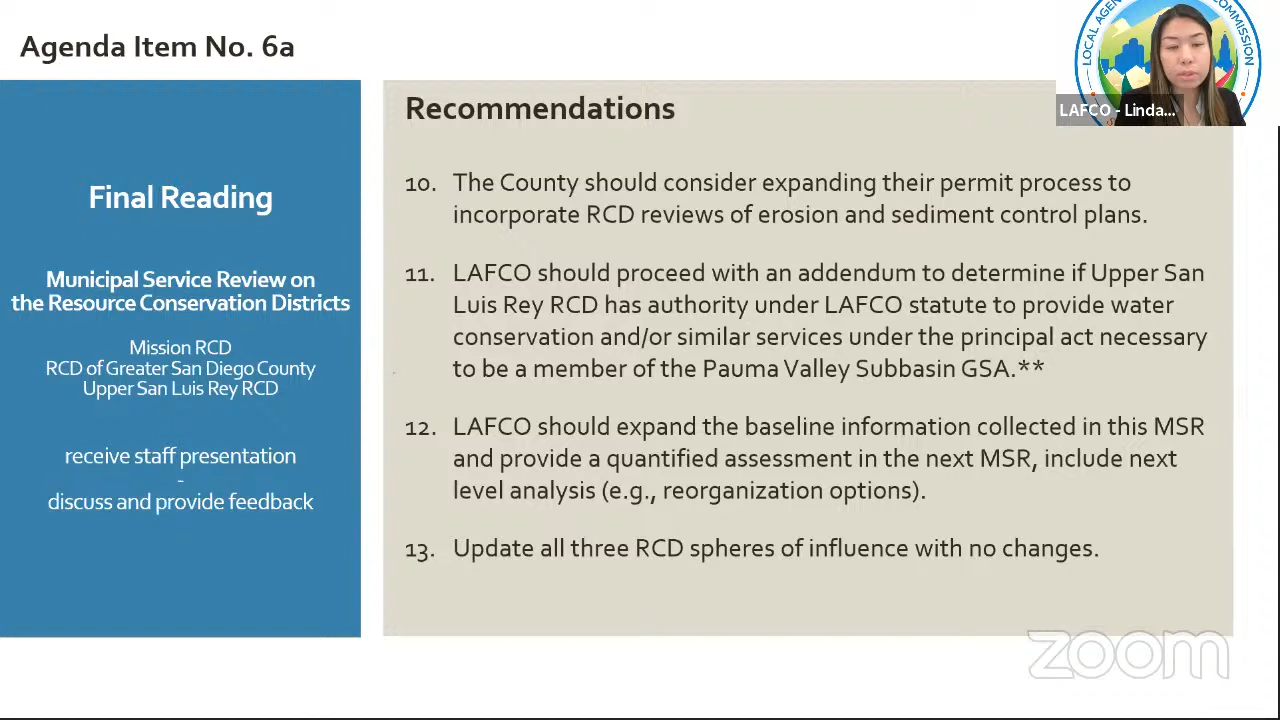 Agenda Item No. 6a
LOCAL AGEN
COMMISSION
LAFCO - Linda...
Final Reading
Municipal Service Review on
the Resource Conservation Districts
Mission RCD
RCD of Greater San Diego County
Upper San Luis Rey RCD
receive staff presentation
-
discuss and provide feedback
Recommendations
10. The County should consider expanding their permit process to
incorporate RCD reviews of erosion and sediment control plans.
11. LAFCO should proceed with an addendum to determine if Upper San
Luis Rey RCD has authority under LAFCO statute to provide water
conservation and/or similar services under the principal act necessary
to be a member of the Pauma Valley Subbasin GSA.**
12. LAFCO should expand the baseline information collected in this MSR
and provide a quantified assessment in the next MSR, include next
level analysis (e.g., reorganization options).
13. Update all three RCD spheres of influence with no changes.
zoom